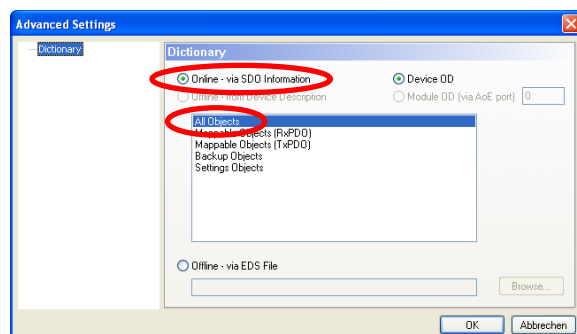 Advanced Settings
Dictionary
Dictionary
Online - via SDO Information
Device OD
Offline - from Device Description
Module OD (via AoE port)
0
All Objects
Mappable Objects (RxPDO)
Mappable Objects (TxPDO)
Backup Objects
Settings Objects
Offline - via EDS File
Browse...
OK
Abbrechen